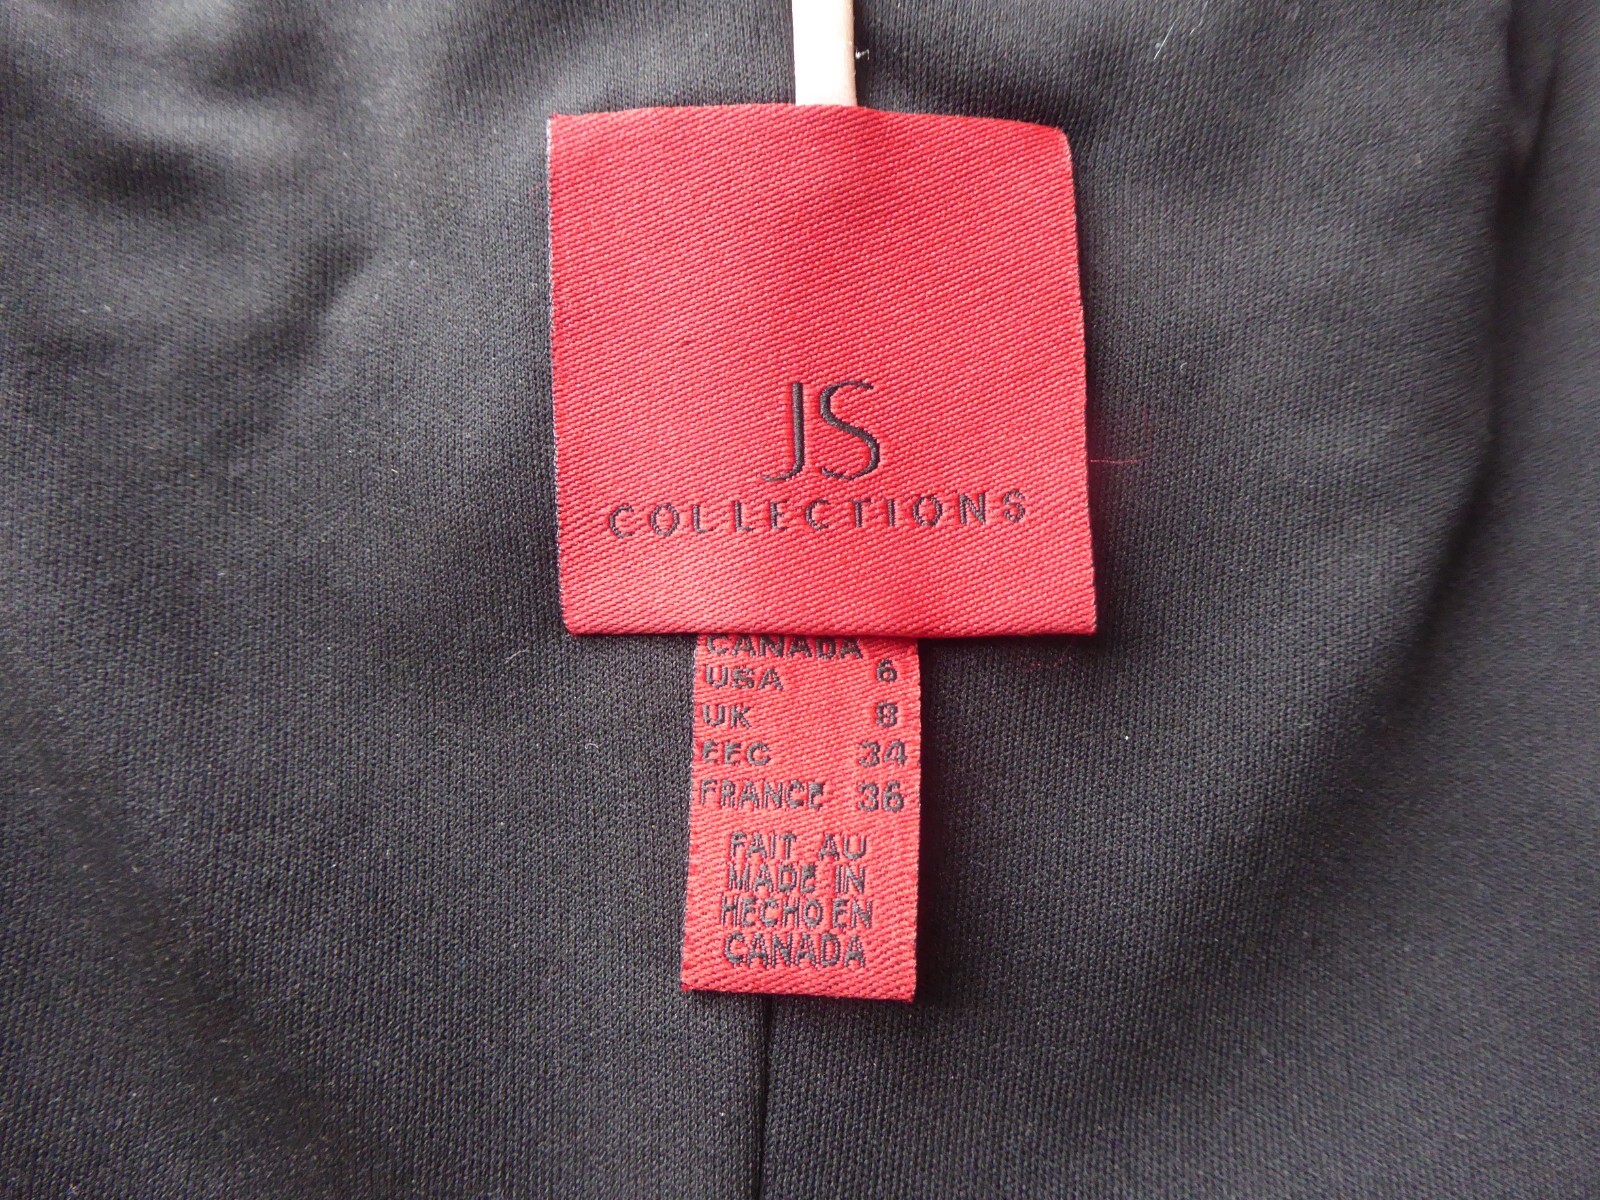 JS
COLLECTIONS
CANADA
USA 6
UK 8
EEC 34
FRANCE 36
FAIT AU
MADE IN
HECHO EN
CANADA